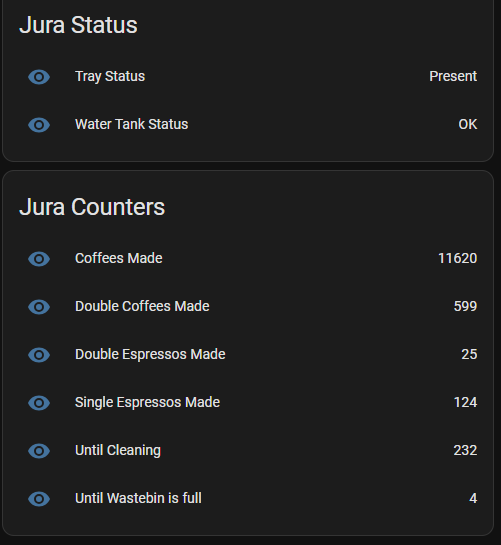 Jura Status
Tray Status Present
Water Tank Status OK
Jura Counters
Coffees Made 11620
Double Coffees Made 599
Double Espressos Made 25
Single Espressos Made 124
Until Cleaning 232
Until Wastebin is full 4